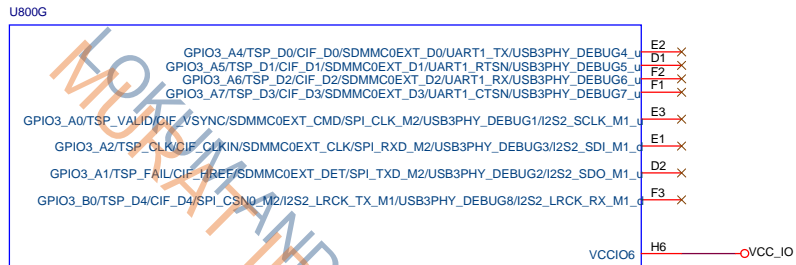 U800G
GPIO3_A4/TSP_D0/CIF_D0/SDMMC0EXT_D0/UART1_TX/USB3PHY_DEBUG4_u E2
GPIO3_A5/TSP_D1/CIF_D1/SDMMC0EXT_D1/UART1_RTSN/USB3PHY_DEBUG5_u D1
GPIO3_A6/TSP_D2/CIF_D2/SDMMC0EXT_D2/UART1_RX/USB3PHY_DEBUG6_u F2
GPIO3_A7/TSP_D3/CIF_D3/SDMMC0EXT_D3/UART1_CTSN/USB3PHY_DEBUG7_u F1
GPIO3_A0/TSP_VALID/CIF_VSYNC/SDMMC0EXT_CMD/SPI_CLK_M2/USB3PHY_DEBUG1/I2S2_SCLK_M1_u E3
GPIO3_A2/TSP_CLK/CIF_CLKIN/SDMMC0EXT_CLK/SPI_RXD_M2/USB3PHY_DEBUG3/I2S2_SDI_M1_d E1
GPIO3_A1/TSP_FAIL/CIF_HREF/SDMMC0EXT_DET/SPI_TXD_M2/USB3PHY_DEBUG2/I2S2_SDO_M1_u D2
GPIO3_B0/TSP_D4/CIF_D4/SPI_CSN0_M2/I2S2_LRCK_TX_M1/USB3PHY_DEBUG8/I2S2_LRCK_RX_M1_d F3
VCCIO6 H6 VCC_IO
LOKUM AND
MURAT